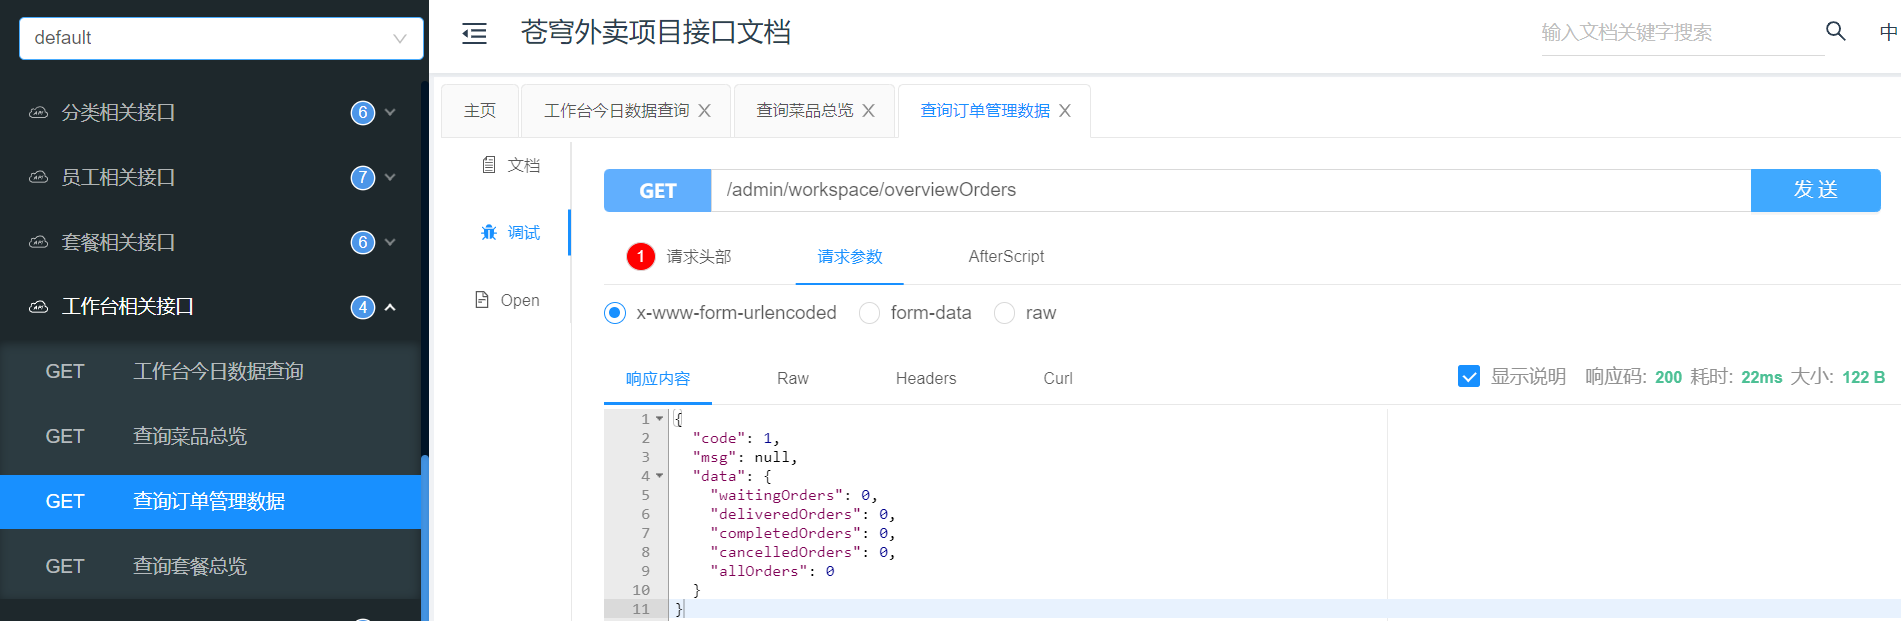 default
分类相关接口 6
员工相关接口 7
套餐相关接口 6
工作台相关接口 4
GET 工作台今日数据查询
GET 查询菜品总览
GET 查询订单管理数据
GET 查询套餐总览
苍穹外卖项目接口文档
输入文档关键字搜索 中
主页 工作台今日数据查询 查询菜品总览 查询订单管理数据
文档
调试
Open
GET /admin/workspace/overviewOrders 发送
1 请求头部 请求参数 AfterScript
x-www-form-urlencoded form-data raw
响应内容 Raw Headers Curl 显示说明 响应码: 200 耗时: 22ms 大小: 122 B
1 {
2 "code": 1,
3 "msg": null,
4 "data": {
5 "waitingOrders": 0,
6 "deliveredOrders": 0,
7 "completedOrders": 0,
8 "cancelledOrders": 0,
9 "allOrders": 0
10 }
11 }